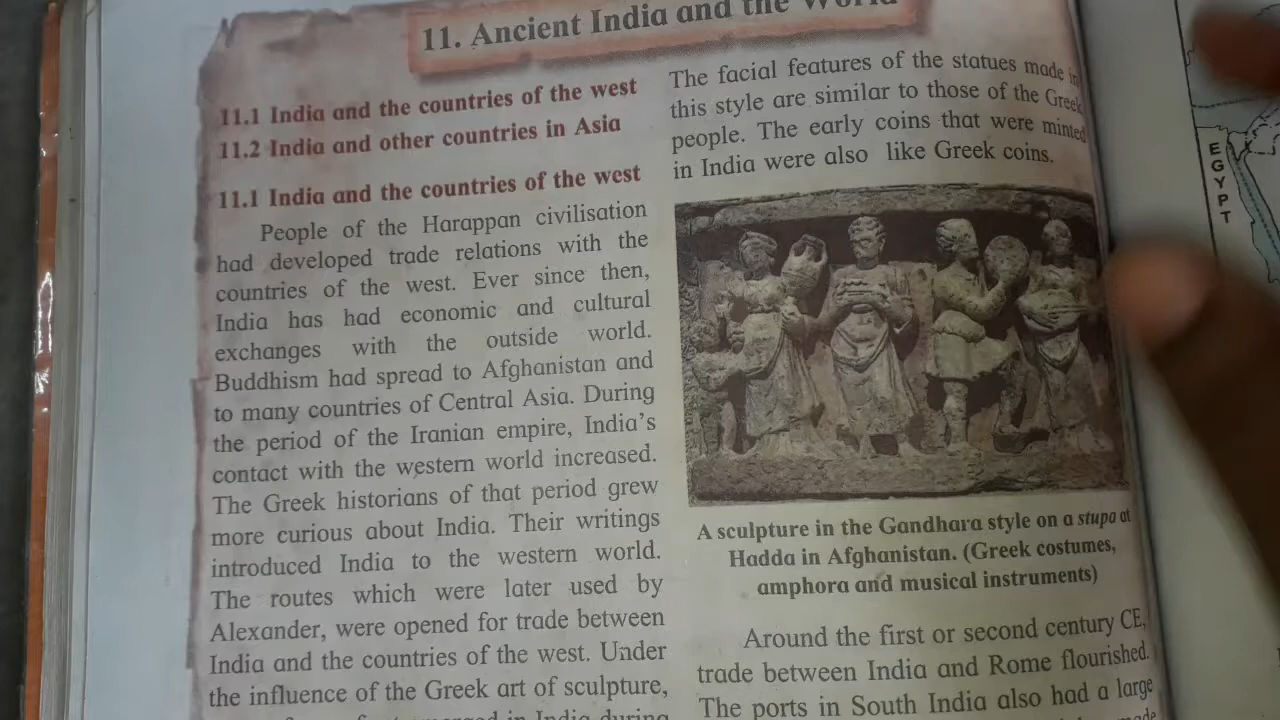 11. Ancient India and the World
11.1 India and the countries of the west
11.2 India and other countries in Asia
11.1 India and the countries of the west
People of the Harappan civilisation
had developed trade relations with the
countries of the west. Ever since then,
India has had economic and cultural
exchanges with the outside world.
Buddhism had spread to Afghanistan and
to many countries of Central Asia. During
the period of the Iranian empire, India's
contact with the western world increased.
The Greek historians of that period grew
more curious about India. Their writings
introduced India to the western world.
The routes which were later used by
Alexander, were opened for trade between
India and the countries of the west. Under
the influence of the Greek art of sculpture,
in India during
The facial features of the statues made in
this style are similar to those of the Greek
people. The early coins that were minted
in India were also like Greek coins.
A sculpture in the Gandhara style on a stupa at
Hadda in Afghanistan. (Greek costumes,
amphora and musical instruments)
Around the first or second century CE,
trade between India and Rome flourished.
The ports in South India also had a large
made
EGYPT